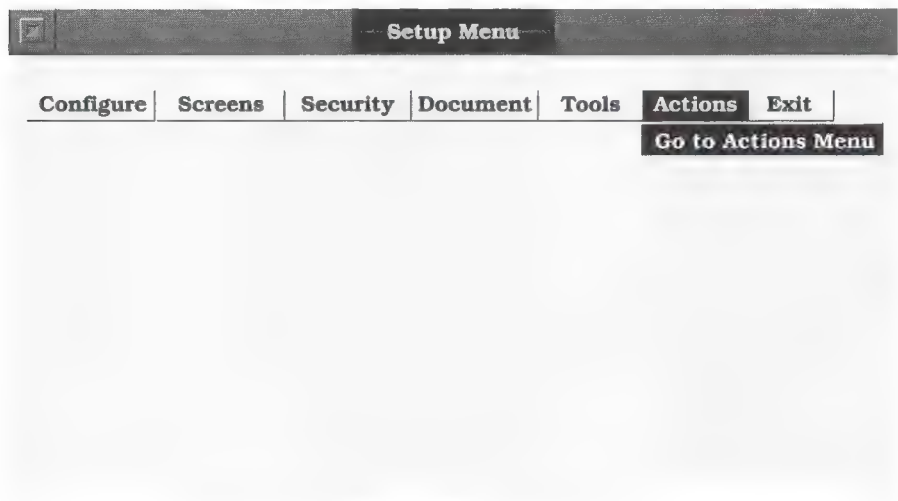 Setup Menu
Configure Screens Security Document Tools Actions Exit
Go to Actions Menu